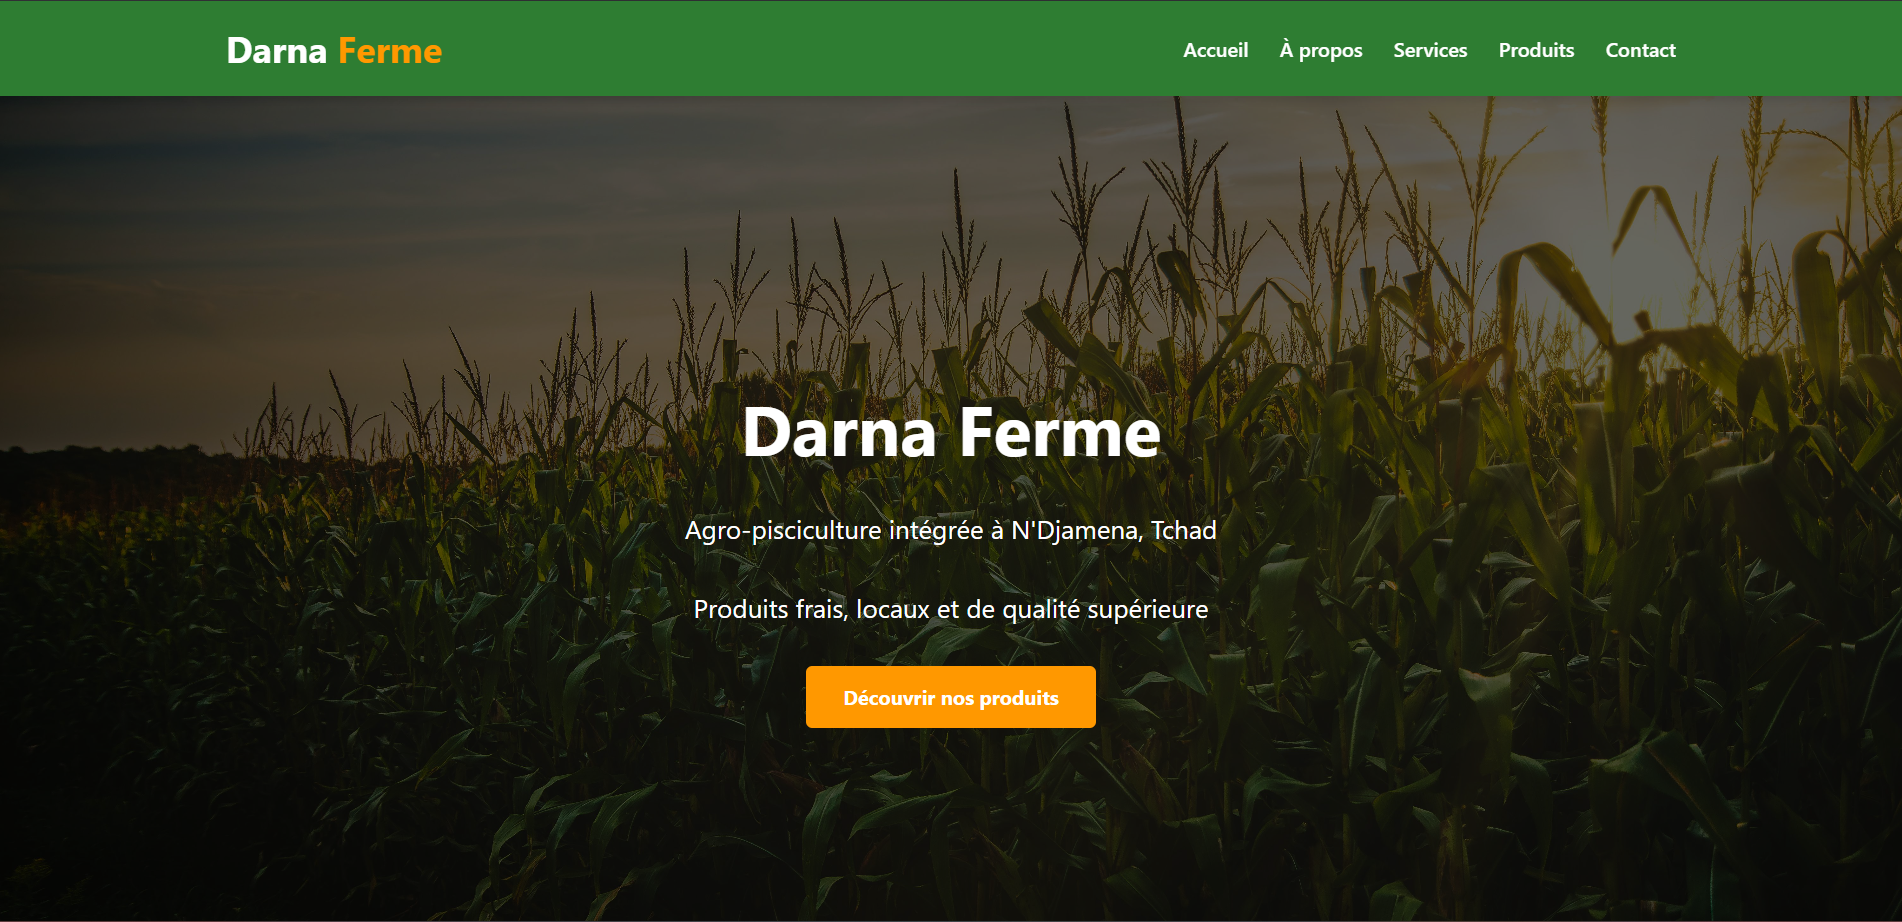 Darna Ferme
Accueil À propos Services Produits Contact
Darna Ferme
Agro-pisciculture intégrée à N'Djamena, Tchad
Produits frais, locaux et de qualité supérieure
Découvrir nos produits